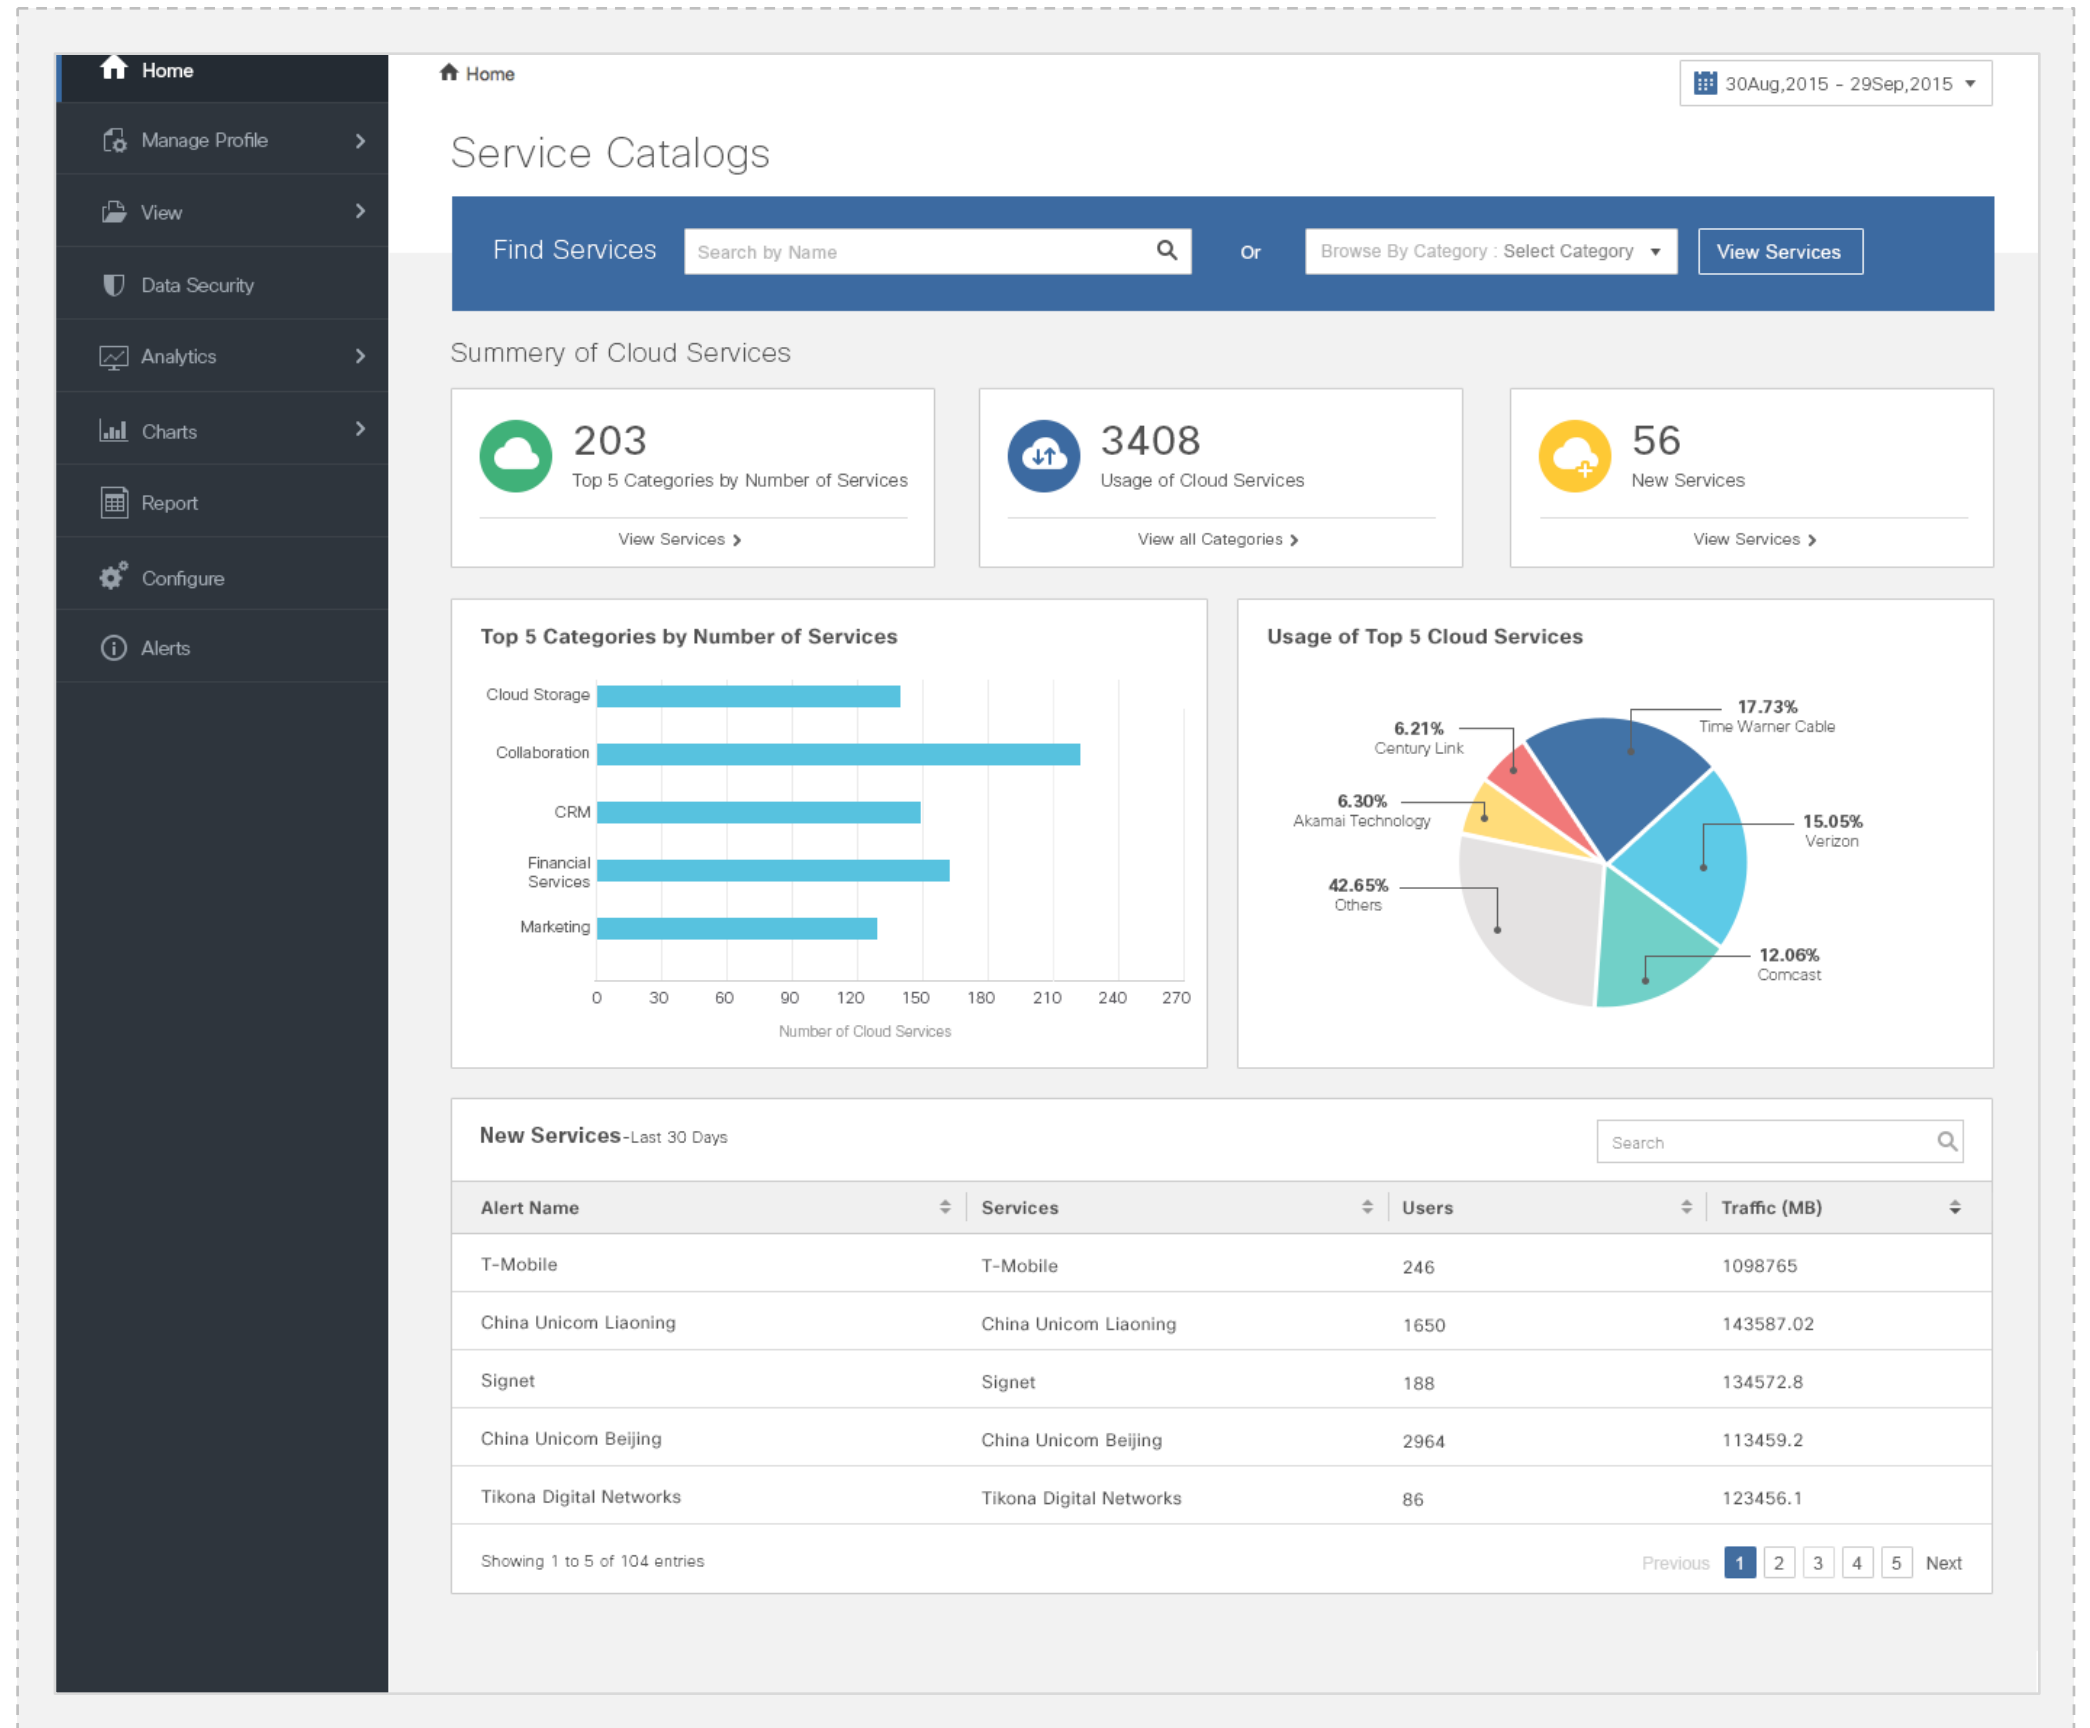 Home
Manage Profile
View
Data Security
Analytics
Charts
Report
Configure
Alerts
Home
30Aug,2015 - 29Sep,2015
Service Catalogs
Find Services
Search by Name
Or
Browse By Category : Select Category
View Services
Summery of Cloud Services
203
Top 5 Categories by Number of Services
View Services
3408
Usage of Cloud Services
View all Categories
56
New Services
View Services
Top 5 Categories by Number of Services
Cloud Storage
Collaboration
CRM
Financial
Services
Marketing
0 30 60 90 120 150 180 210 240 270
Number of Cloud Services
Usage of Top 5 Cloud Services
17.73%
Time Warner Cable
6.21%
Century Link
6.30%
Akamai Technology
15.05%
Verizon
42.65%
Others
12.06%
Comcast
New Services-Last 30 Days
Search
Alert Name Services Users Traffic (MB)
T-Mobile T-Mobile 246 1098765
China Unicom Liaoning China Unicom Liaoning 1650 143587.02
Signet Signet 188 134572.8
China Unicom Beijing China Unicom Beijing 2964 113459.2
Tikona Digital Networks Tikona Digital Networks 86 123456.1
Showing 1 to 5 of 104 entries
Previous 1 2 3 4 5 Next